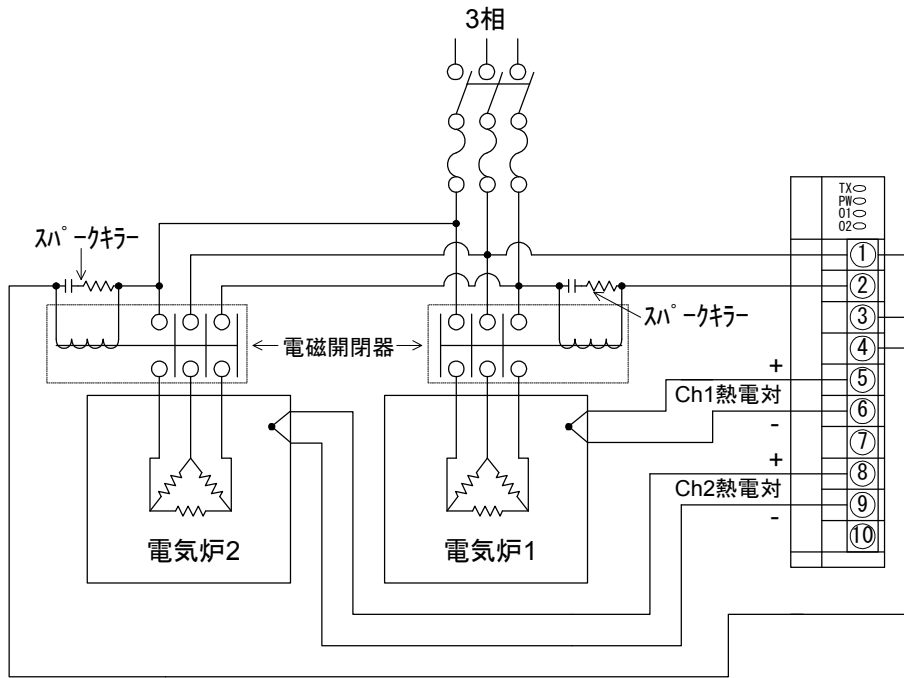 3相
TX
PW
O1
O2
スパークキラー
①
②
スパークキラー
③
電磁開閉器
④
+
Ch1熱電対
-
⑤
⑥
⑦
+
Ch2熱電対
-
⑧
⑨
⑩
電気炉2
電気炉1